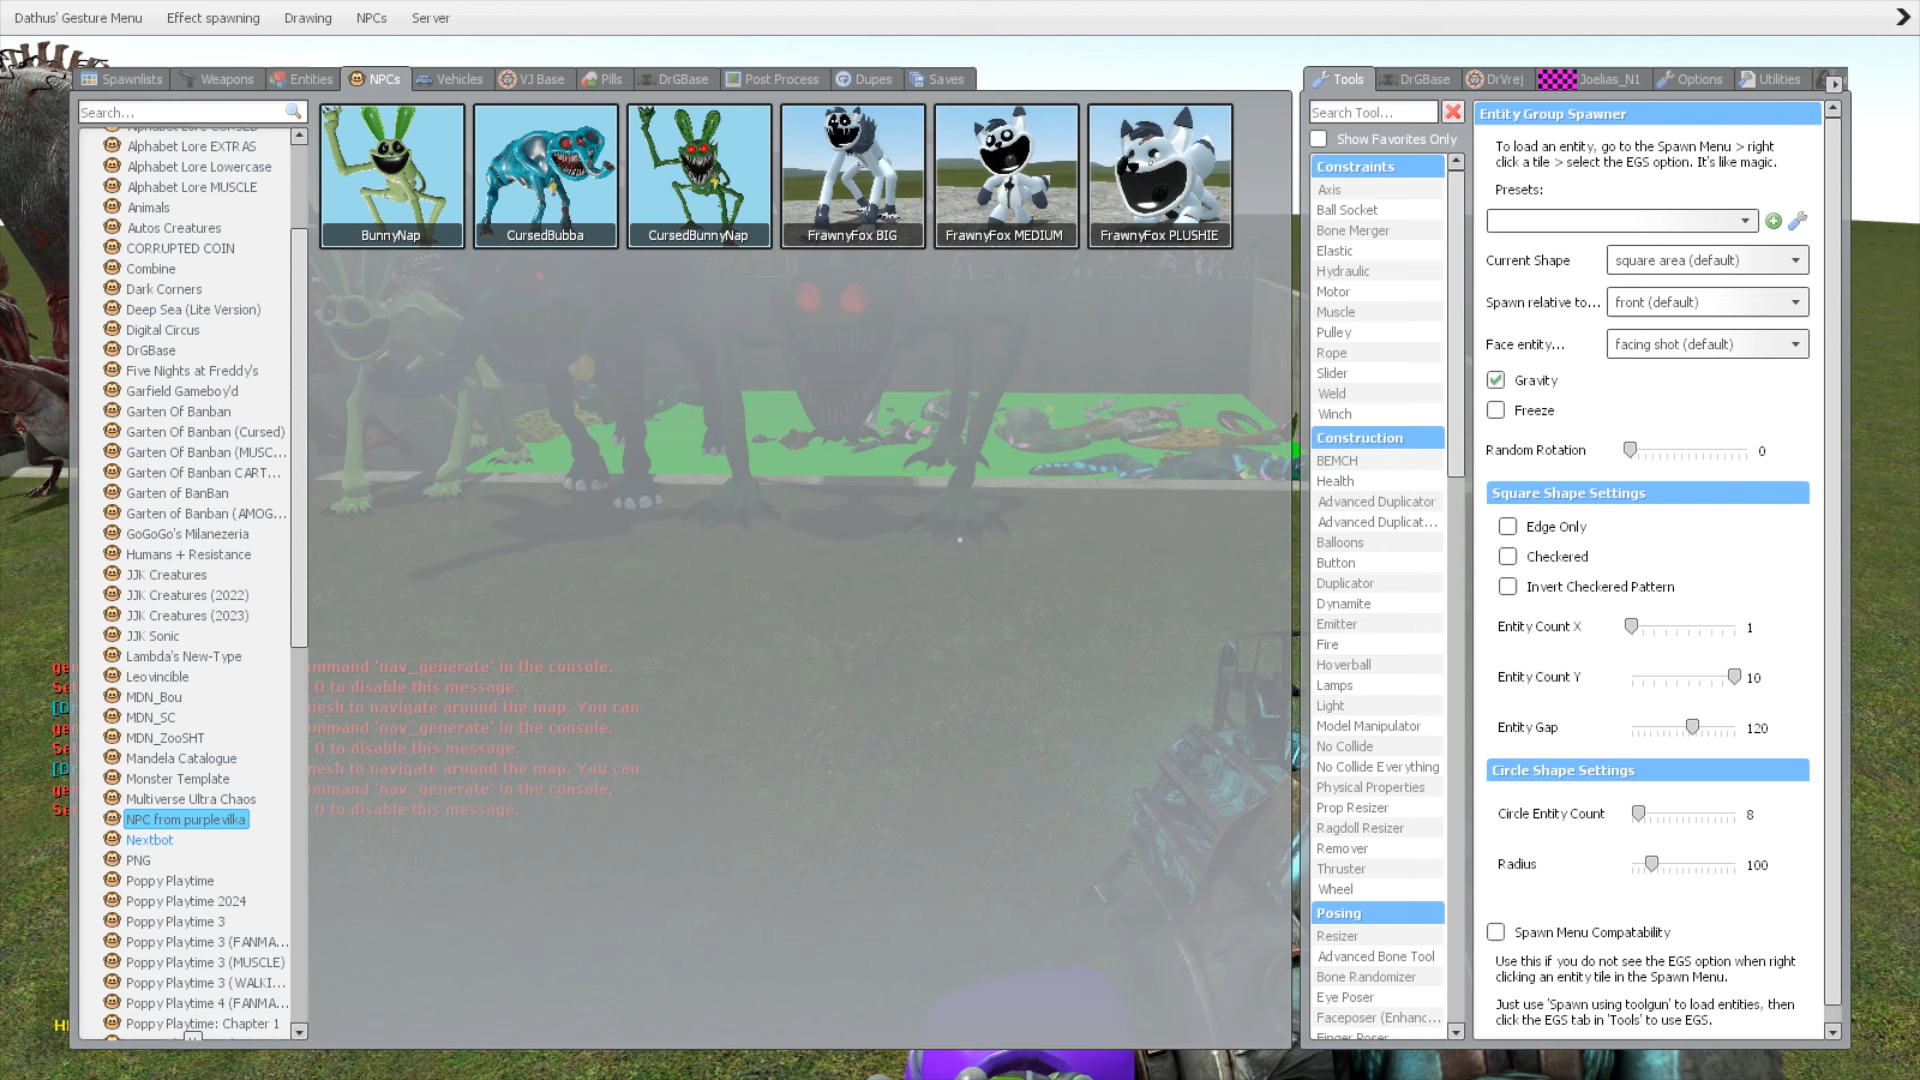 Dathus' Gesture Menu Effect spawning Drawing NPCs Server
Spawnlists Weapons Entities NPCs Vehicles VJ Base Pills DrGBase Post Process Dupes Saves
Search...
Alphabet Lore CURSED
Alphabet Lore EXTRAS
Alphabet Lore Lowercase
Alphabet Lore MUSCLE
Animals
Autos Creatures
CORRUPTED COIN
Combine
Dark Corners
Deep Sea (Lite Version)
Digital Circus
DrGBase
Five Nights at Freddy's
Garfield Gameboy'd
Garten Of Banban
Garten Of Banban (Cursed)
Garten Of Banban (MUSC...
Garten Of Banban CART...
Garten of BanBan
Garten of Banban (AMOG...
GoGoGo's Milanezeria
Humans + Resistance
JJK Creatures
JJK Creatures (2022)
JJK Creatures (2023)
JJK Sonic
Lambda's New-Type
Leovincible
MDN_Bou
MDN_SC
MDN_ZooSHT
Mandela Catalogue
Monster Template
Multiverse Ultra Chaos
NPC from purplevilka
Nextbot
PNG
Poppy Playtime
Poppy Playtime 2024
Poppy Playtime 3
Poppy Playtime 3 (FANMA...
Poppy Playtime 3 (MUSCLE)
Poppy Playtime 3 (WALKI...
Poppy Playtime 4 (FANMA...
Poppy Playtime: Chapter 1
BunnyNap CursedBubba CursedBunnyNap FrawnyFox BIG FrawnyFox MEDIUM FrawnyFox PLUSHIE
ge ommand 'nav_generate' in the console.
Se 0 to disable this message.
[D mesh to navigate around the map. You can
ge ommand 'nav_generate' in the console.
Se 0 to disable this message.
[D mesh to navigate around the map. You can
ge ommand 'nav_generate' in the console.
Se 0 to disable this message.
Tools DrGBase DrVrej Joelias_N1 Options Utilities
Search Tool...
Show Favorites Only
Constraints
Axis
Ball Socket
Bone Merger
Elastic
Hydraulic
Motor
Muscle
Pulley
Rope
Slider
Weld
Winch
Construction
BEMCH
Health
Advanced Duplicator
Advanced Duplicat...
Balloons
Button
Duplicator
Dynamite
Emitter
Fire
Hoverball
Lamps
Light
Model Manipulator
No Collide
No Collide Everything
Physical Properties
Prop Resizer
Ragdoll Resizer
Remover
Thruster
Wheel
Posing
Resizer
Advanced Bone Tool
Bone Randomizer
Eye Poser
Faceposer (Enhanc...
Finger Poser
Entity Group Spawner
To load an entity, go to the Spawn Menu > right
click a tile > select the EGS option. It's like magic.
Presets:
Current Shape square area (default)
Spawn relative to... front (default)
Face entity... facing shot (default)
Gravity
Freeze
Random Rotation 0
Square Shape Settings
Edge Only
Checkered
Invert Checkered Pattern
Entity Count X 1
Entity Count Y 10
Entity Gap 120
Circle Shape Settings
Circle Entity Count 8
Radius 100
Spawn Menu Compatability
Use this if you do not see the EGS option when right
clicking an entity tile in the Spawn Menu.
Just use 'Spawn using toolgun' to load entities, then
click the EGS tab in 'Tools' to use EGS.